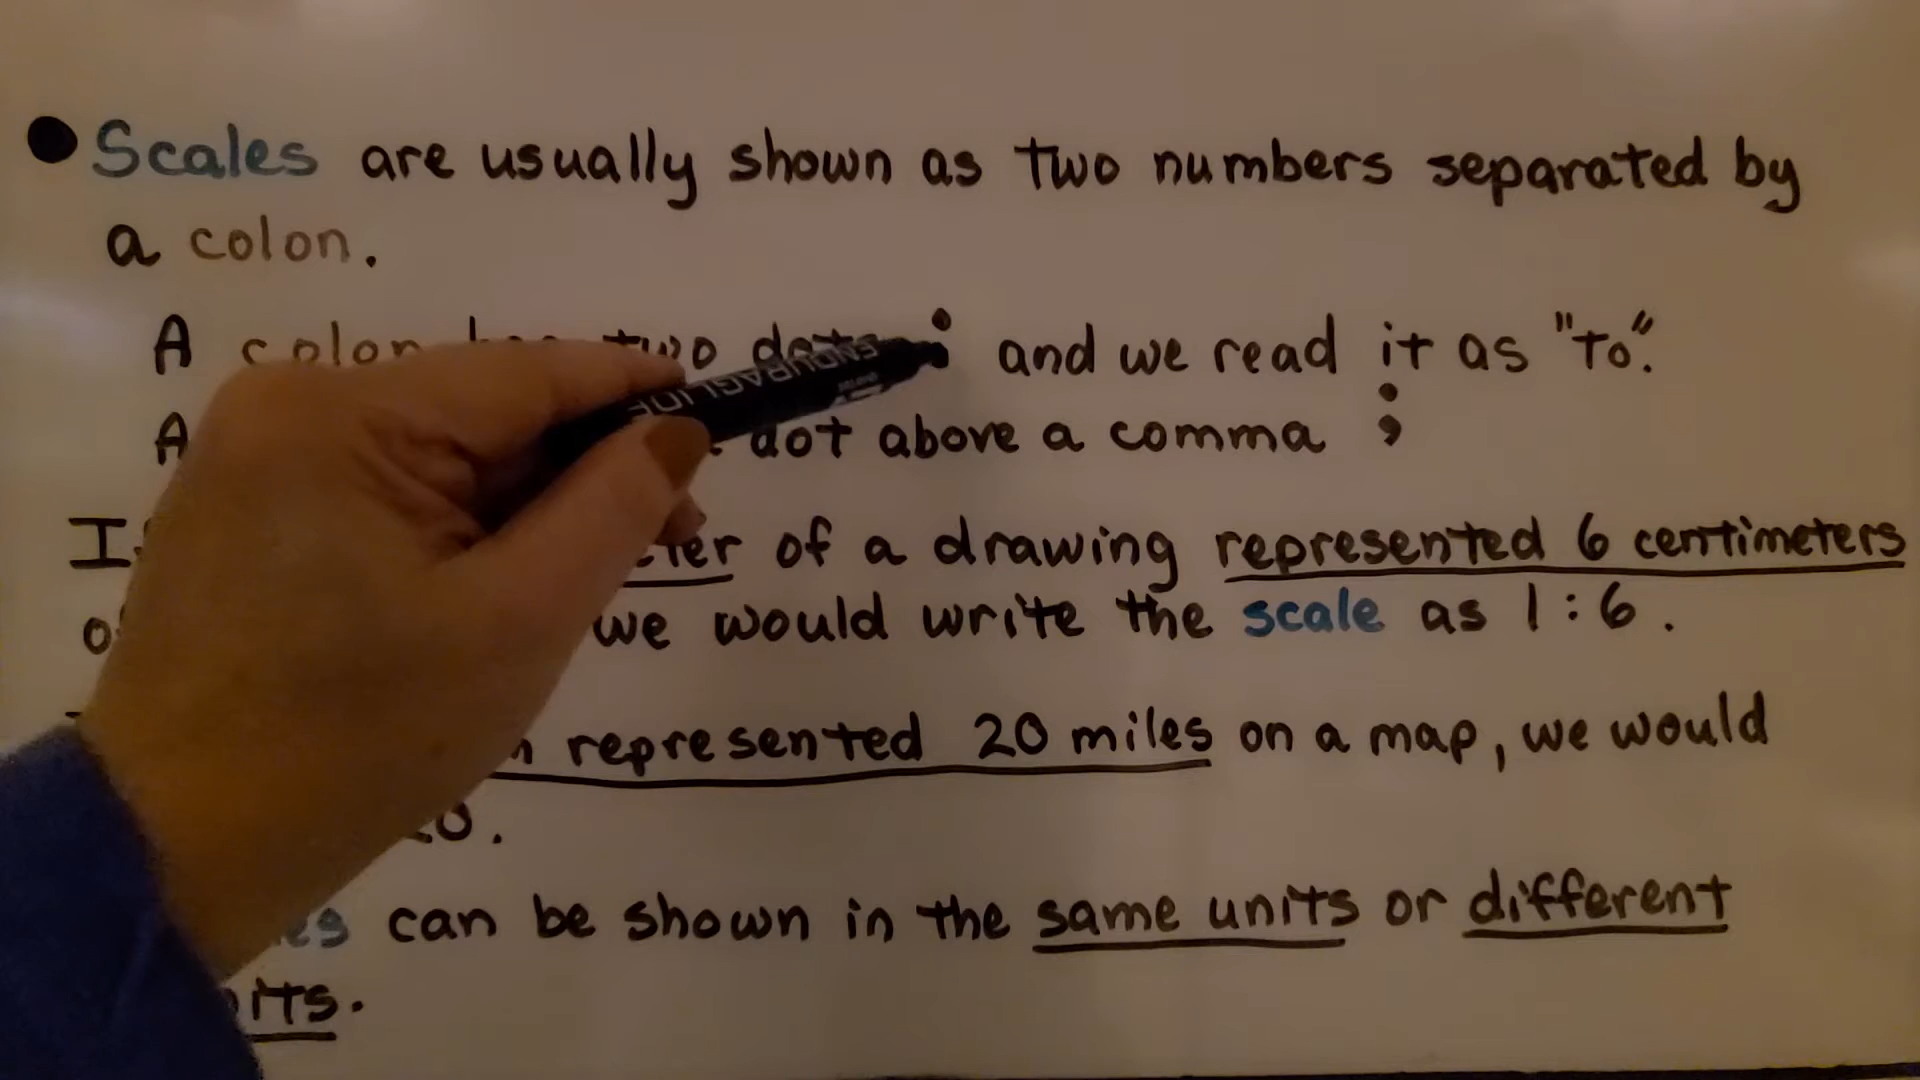 Scales are usually shown as two numbers separated by
a colon.
A colon has two dots : and we read it as "to".
A dot above a comma ;
of a drawing represented 6 centimeters
we would write the scale as 1 : 6 .
represented 20 miles on a map, we would
can be shown in the same units or different